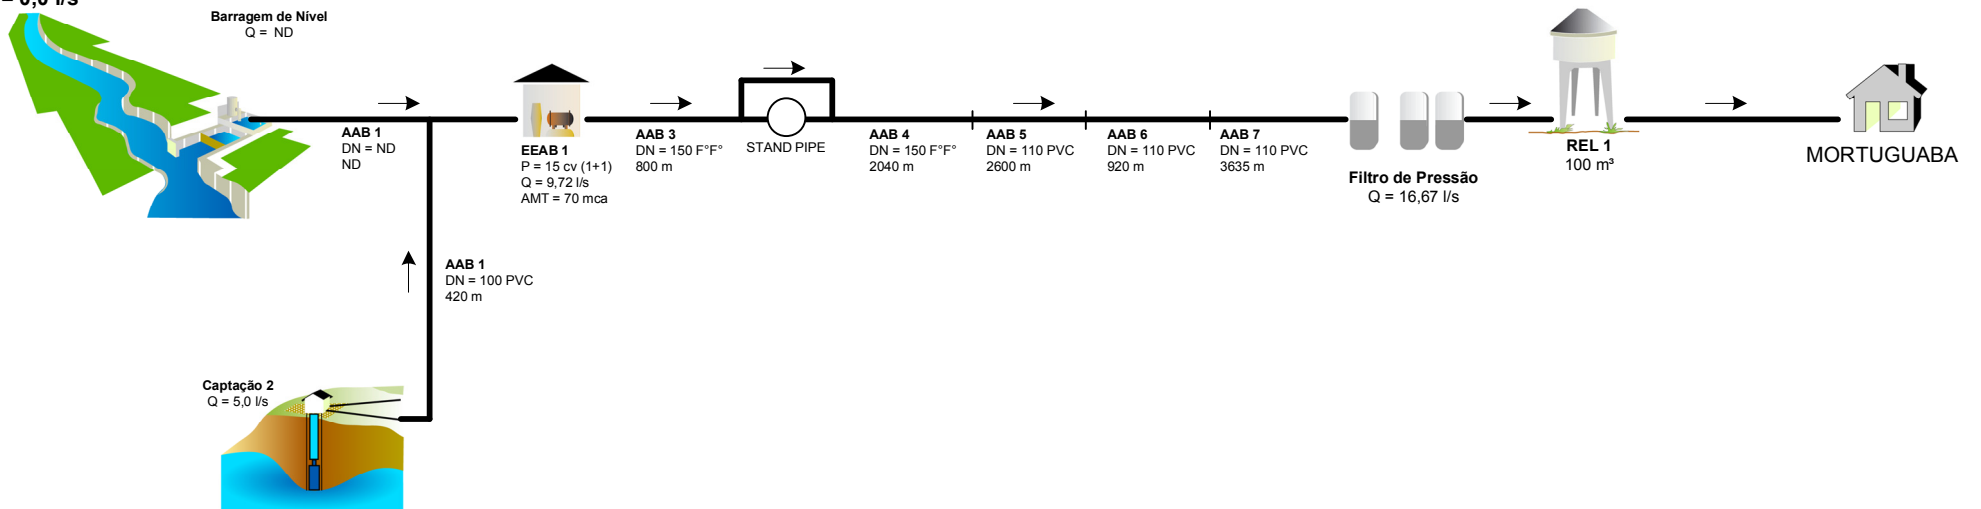 = 0,0 l/s
Barragem de Nível
Q = ND
AAB 1
DN = ND
ND
EEAB 1
P = 15 cv (1+1)
Q = 9,72 l/s
AMT = 70 mca
AAB 3
DN = 150 F°F°
800 m
STAND PIPE
AAB 4
DN = 150 F°F°
2040 m
AAB 5
DN = 110 PVC
2600 m
AAB 6
DN = 110 PVC
920 m
AAB 7
DN = 110 PVC
3635 m
Filtro de Pressão
Q = 16,67 l/s
REL 1
100 m³
MORTUGUABA
AAB 1
DN = 100 PVC
420 m
Captação 2
Q = 5,0 l/s